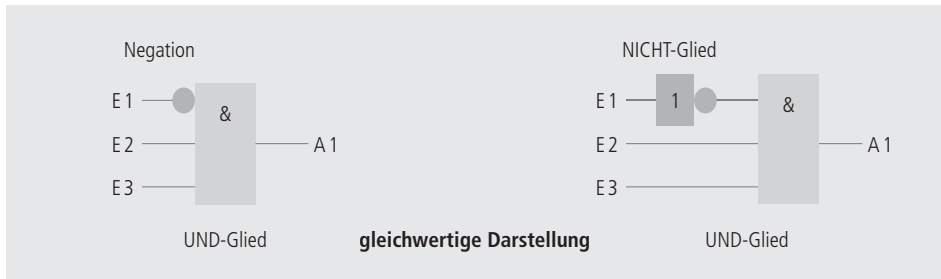 Negation
NICHT-Glied
E 1
&
E 2
A 1
E 3
E 1
1
&
E 2
A 1
E 3
UND-Glied
gleichwertige Darstellung
UND-Glied